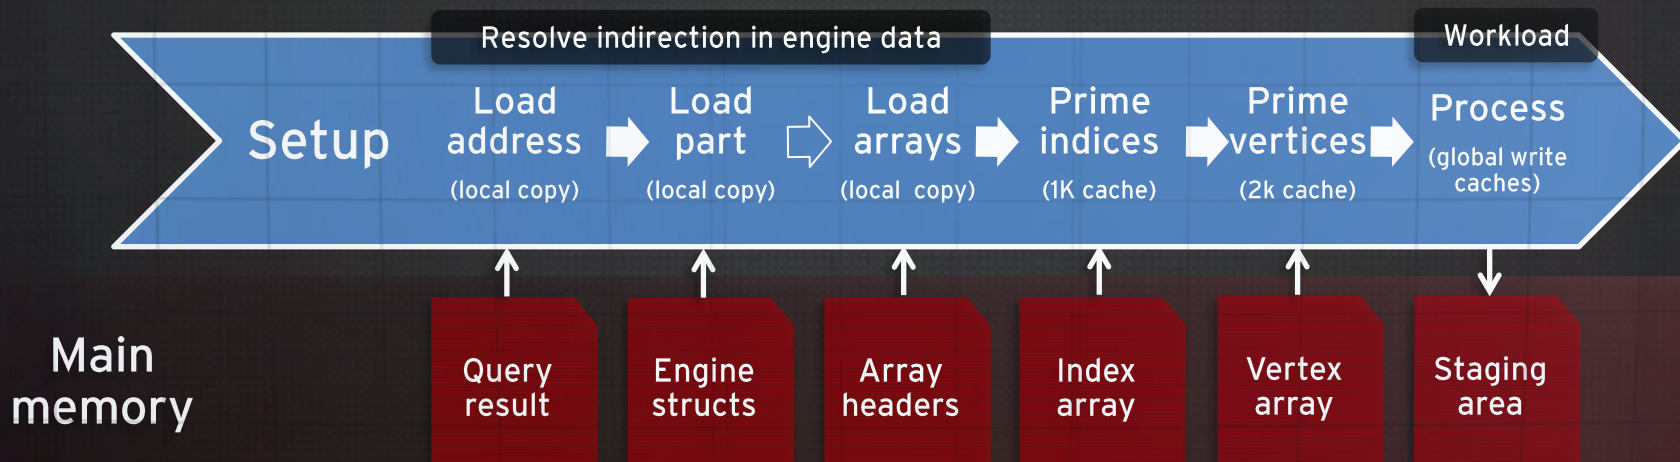 Resolve indirection in engine data
Workload
Setup
Load
address
(local copy)
Load
part
(local copy)
Load
arrays
(local copy)
Prime
indices
(1K cache)
Prime
vertices
(2k cache)
Process
(global write
caches)
Main
memory
Query
result
Engine
structs
Array
headers
Index
array
Vertex
array
Staging
area